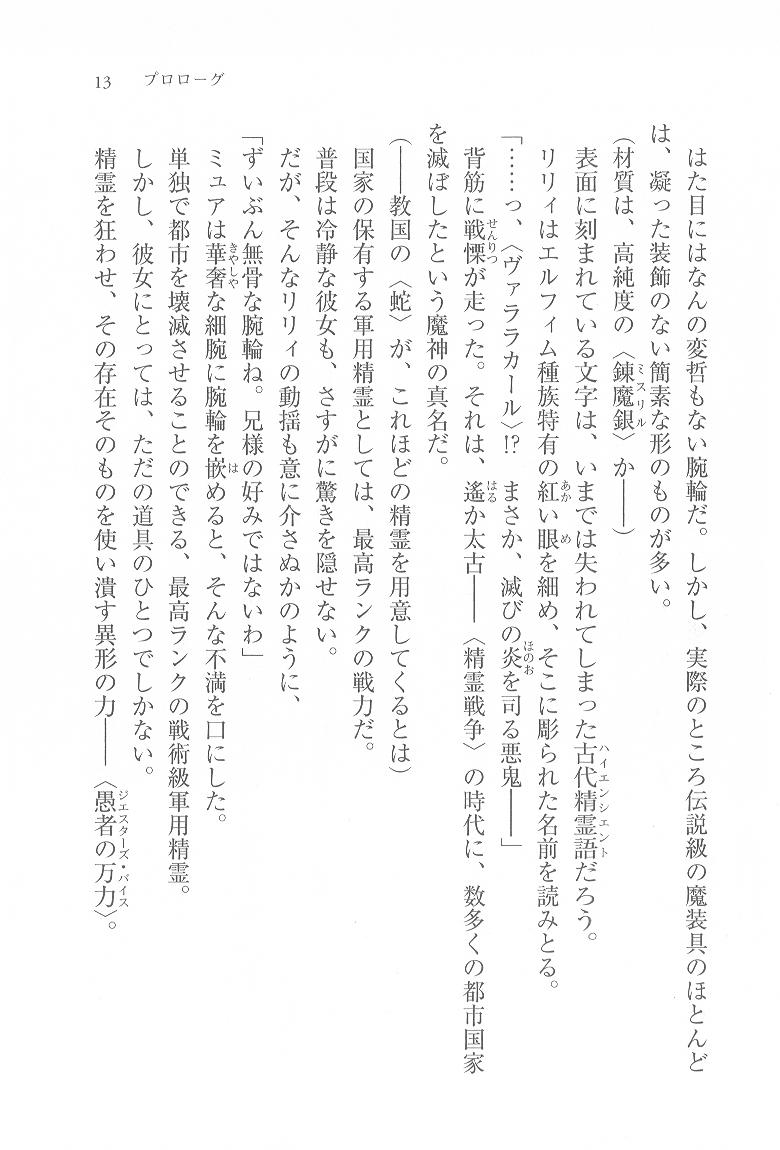 13　プロローグ
　はた目にはなんの変哲もない腕輪だ。しかし、実際のところ伝説級の魔装具のほとんど
は、凝った装飾のない簡素な形のものが多い。
（材質は、高純度の〈錬魔銀〉か――）
　表面に刻まれている文字は、いまでは失われてしまった古代精霊語だろう。
　リリィはエルフィム種族特有の紅い眼を細め、そこに彫られた名前を読みとる。
「……っ、〈ヴァララカール〉!?　まさか、滅びの炎を司る悪鬼――」
　背筋に戦慄が走った。それは、遙か太古――〈精霊戦争〉の時代に、数多くの都市国家
を滅ぼしたという魔神の真名だ。
（――教国の〈蛇〉が、これほどの精霊を用意してくるとは）
　国家の保有する軍用精霊としては、最高ランクの戦力だ。
　普段は冷静な彼女も、さすがに驚きを隠せない。
　だが、そんなリリィの動揺も意に介さぬかのように、
「ずいぶん無骨な腕輪ね。兄様の好みではないわ」
　ミュアは華奢な細腕に腕輪を嵌めると、そんな不満を口にした。
　単独で都市を壊滅させることのできる、最高ランクの戦術級軍用精霊。
　しかし、彼女にとっては、ただの道具のひとつでしかない。
　精霊を狂わせ、その存在そのものを使い潰す異形の力――〈愚者の万力〉。
ミスリル
ハイエンシェント
あか
め
ほのお
せんりつ
はる
きゃしゃ
は
ジェスターズ・バイス